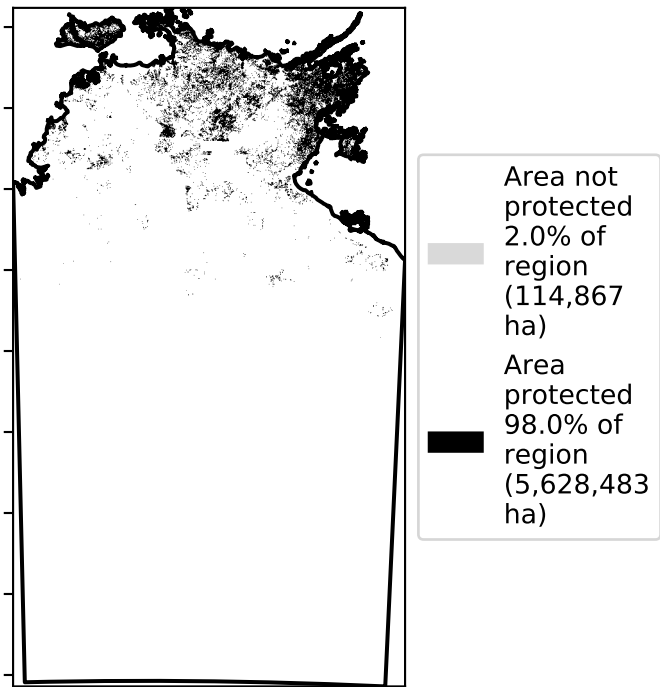 Area not
protected
2.0% of
region
(114,867
ha)
Area
protected
98.0% of
region
(5,628,483
ha)